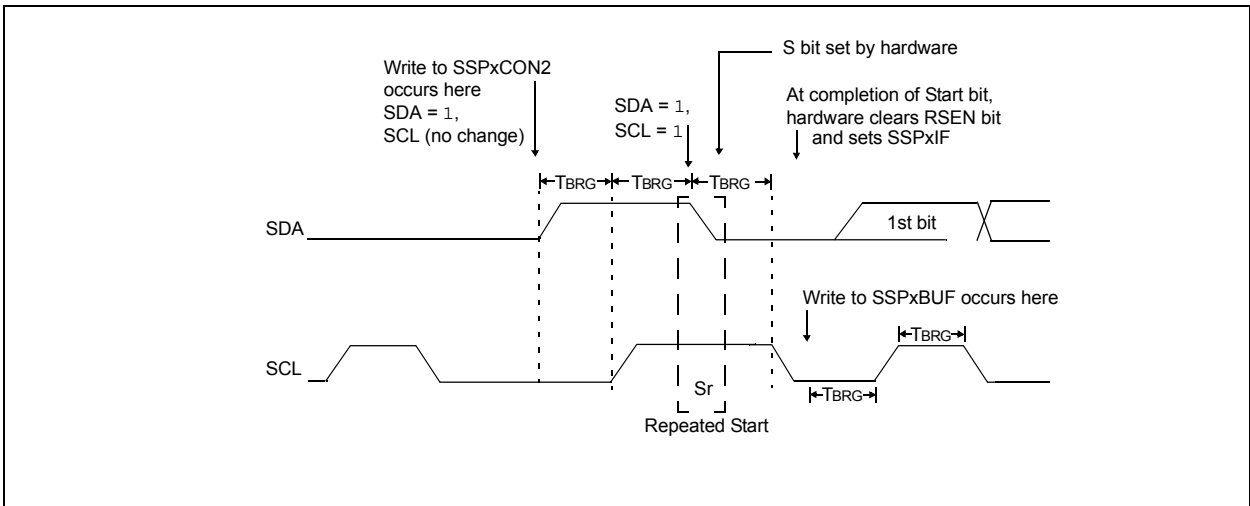 S bit set by hardware
Write to SSPxCON2
occurs here
SDA = 1,
SCL (no change)
SDA = 1,
SCL = 1
At completion of Start bit,
hardware clears RSEN bit
and sets SSPxIF
TBRG TBRG TBRG
SDA
1st bit
Write to SSPxBUF occurs here
TBRG
SCL
Sr
TBRG
Repeated Start